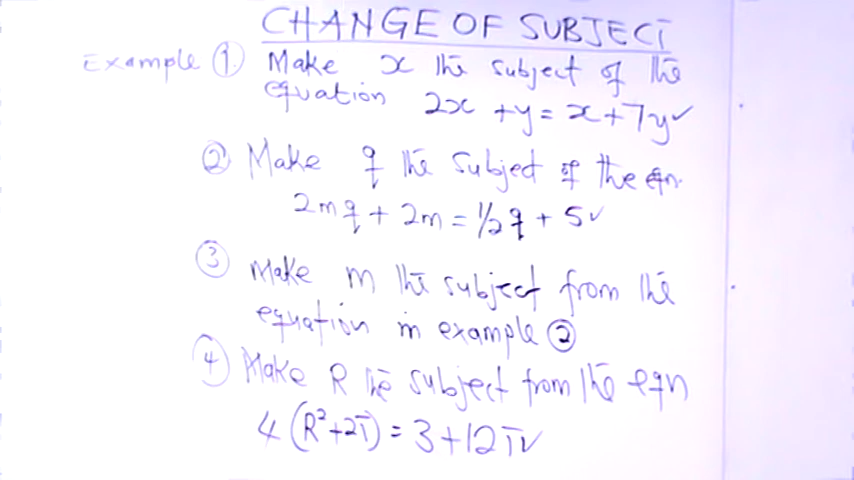 CHANGE OF SUBJECT
Example ① Make x the subject of the
equation 2x + y = x + 7y ✓
② Make q the subject of the eqn.
2mq + 2m = 1/2 q + 5 ✓
③ Make m the subject from the
equation in example ②
④ Make R the subject from the eqn
4 (R² + 2π) = 3 + 12π ✓